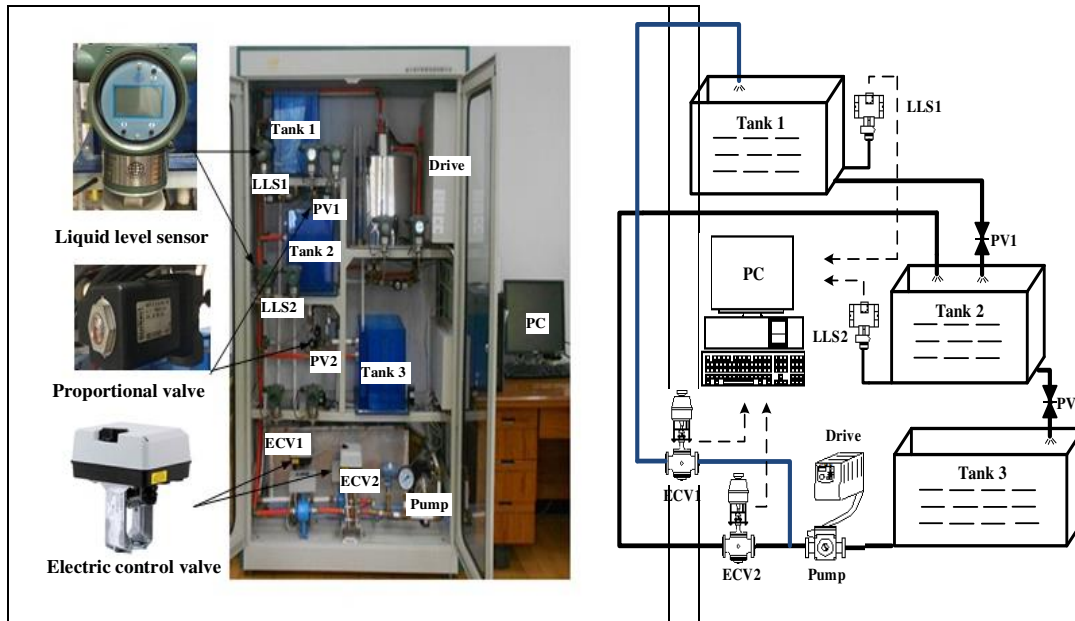 Liquid level sensor
Proportional valve
Electric control valve
Tank 1
Drive
LLS1
PV1
Tank 2
LLS2
PC
PV2
Tank 3
ECV1
ECV2
Pump
Tank 1
LLS1
PV1
PC
Tank 2
LLS2
PV
Drive
Tank 3
ECV1
ECV2
Pump